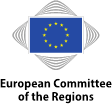 European Committee
of the Regions